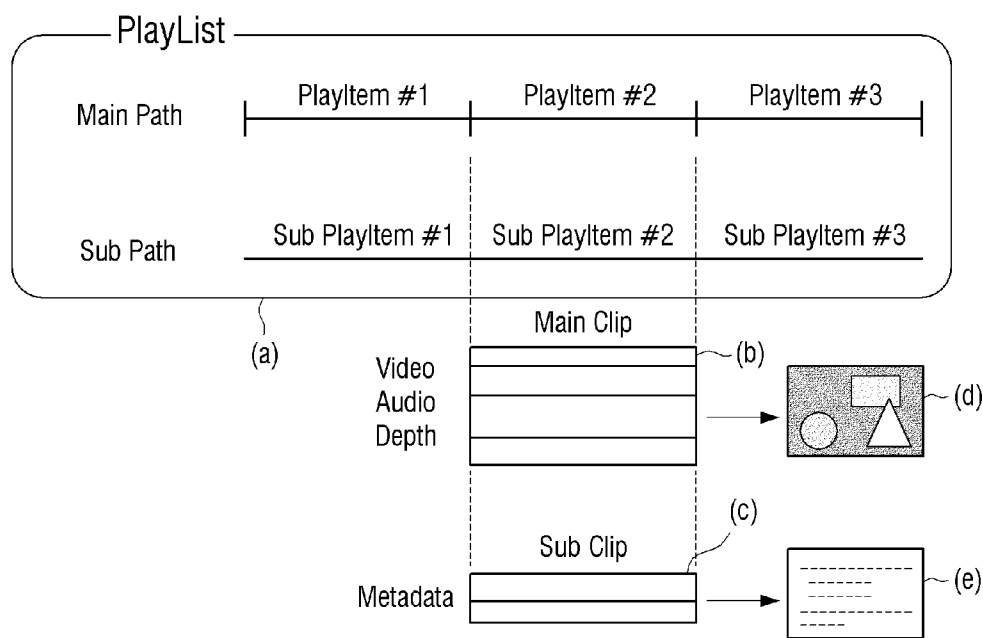 PlayList
PlayItem #1 PlayItem #2 PlayItem #3
Main Path
Sub PlayItem #1 Sub PlayItem #2 Sub PlayItem #3
Sub Path
(a)
Main Clip
(b)
Video
Audio
Depth
(d)
(c)
Sub Clip
Metadata
(e)